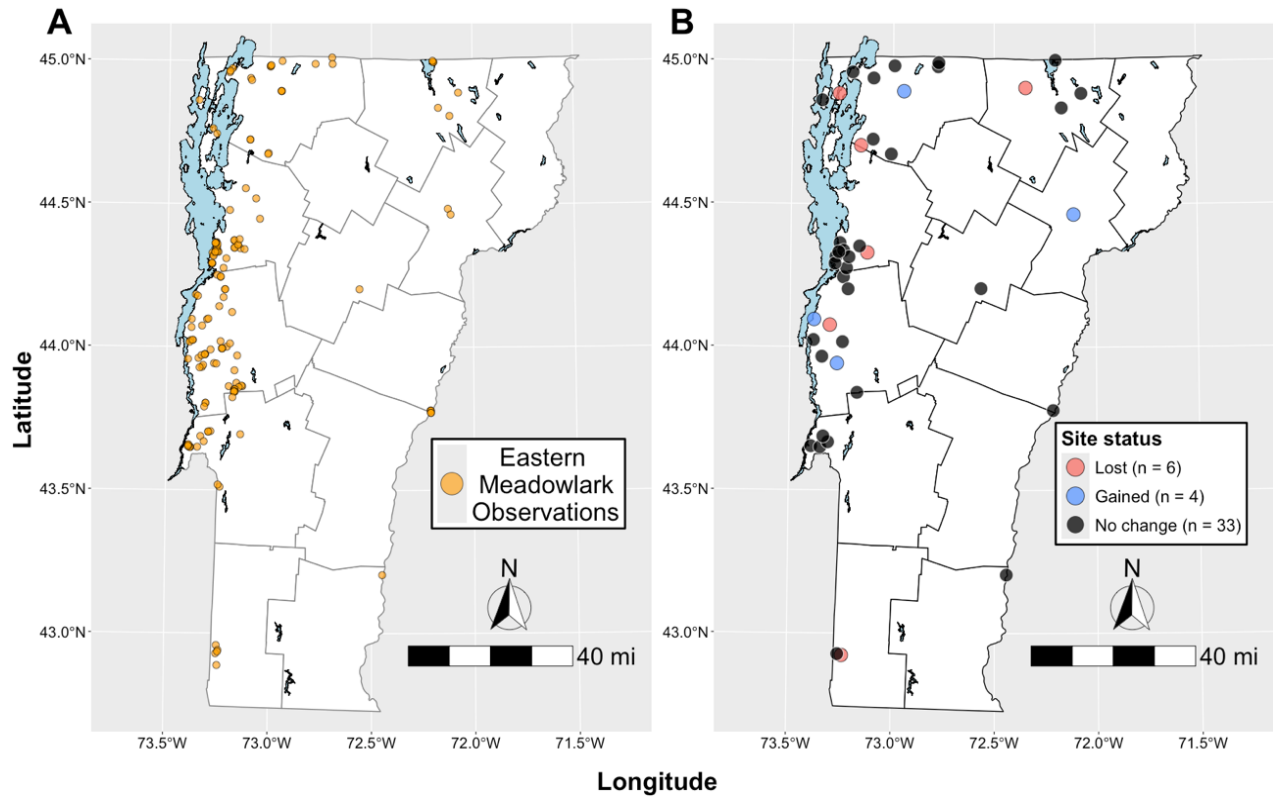 A
B
45.0°N
44.5°N
44.0°N
43.5°N
43.0°N
73.5°W
73.0°W
72.5°W
72.0°W
71.5°W
Eastern
Meadowlark
Observations
N
40 mi
45.0°N
44.5°N
44.0°N
43.5°N
43.0°N
73.5°W
73.0°W
72.5°W
72.0°W
71.5°W
Site status
Lost (n = 6)
Gained (n = 4)
No change (n = 33)
N
40 mi
Latitude
Longitude